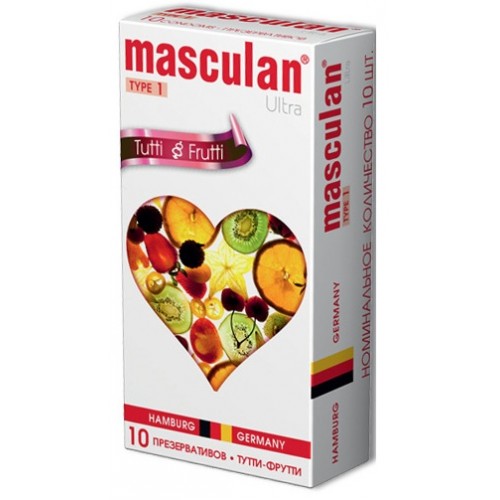 masculan®
TYPE 1
Ultra
Tutti & Frutti
HAMBURG GERMANY
10 ПРЕЗЕРВАТИВОВ • ТУТТИ-ФРУТТИ
masculan® Ultra
TYPE 1
GERMANY
HAMBURG
НОМИНАЛЬНОЕ КОЛИЧЕСТВО 10 ШТ.